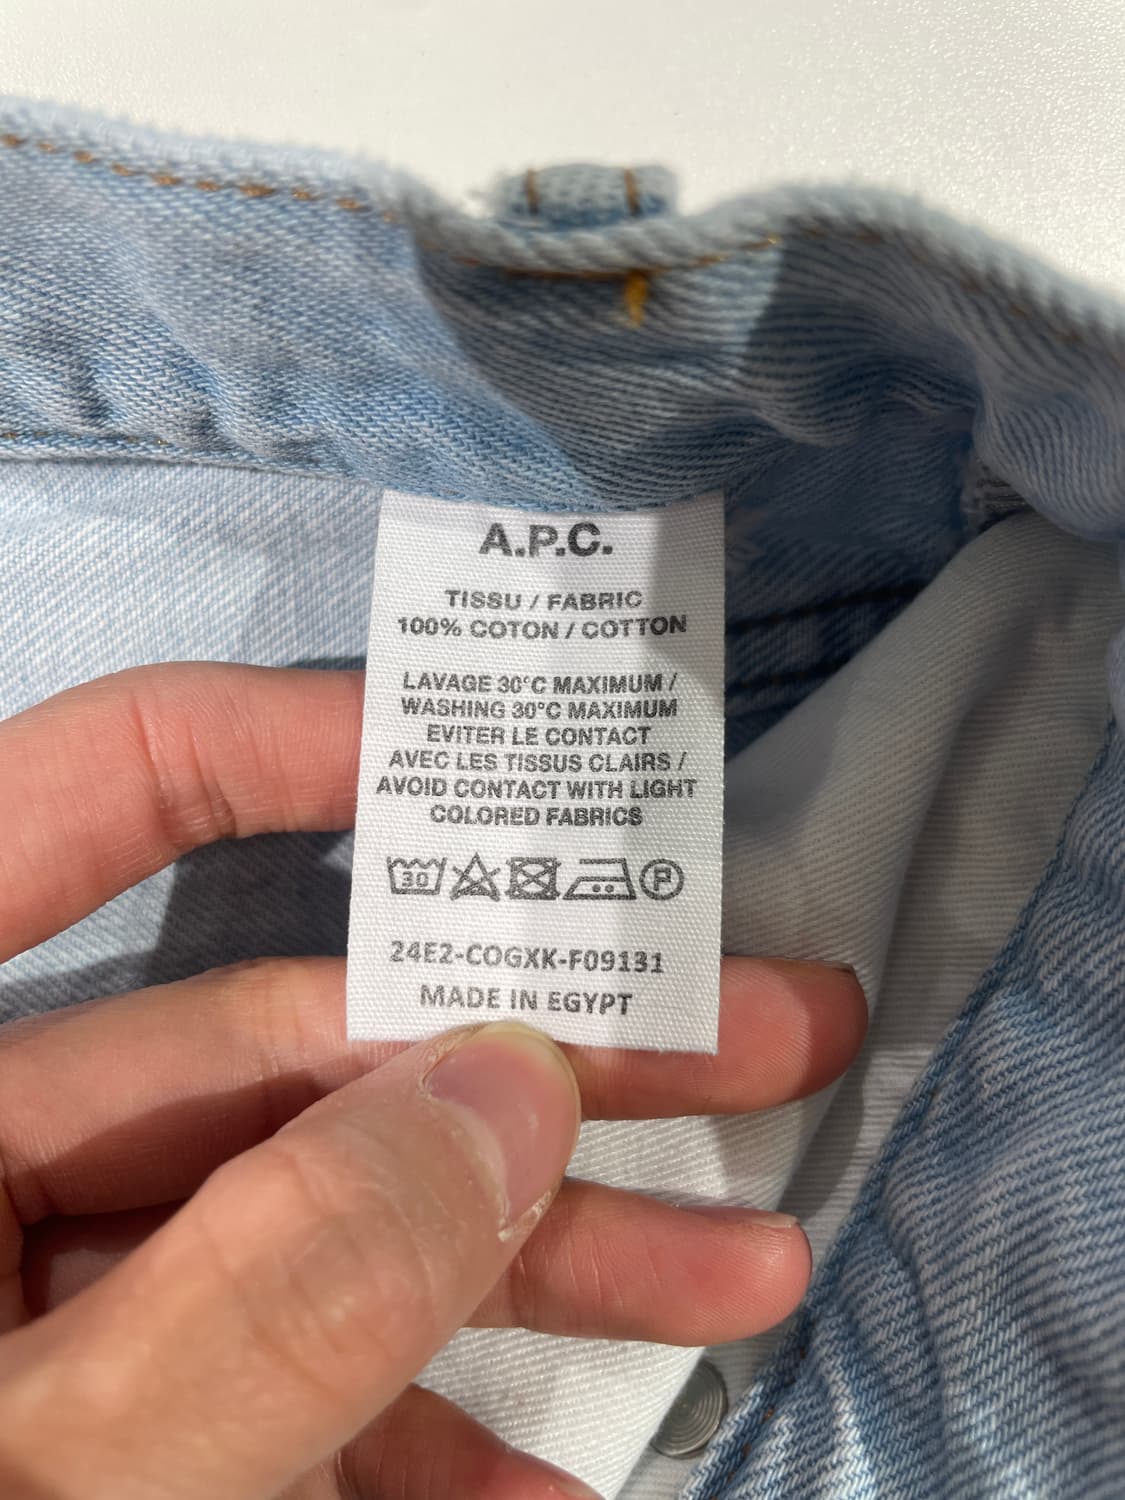 A.P.C.
TISSU / FABRIC
100% COTON / COTTON
LAVAGE 30°C MAXIMUM /
WASHING 30°C MAXIMUM
EVITER LE CONTACT
AVEC LES TISSUS CLAIRS /
AVOID CONTACT WITH LIGHT
COLORED FABRICS
30 P
24E2-COGXK-F09131
MADE IN EGYPT